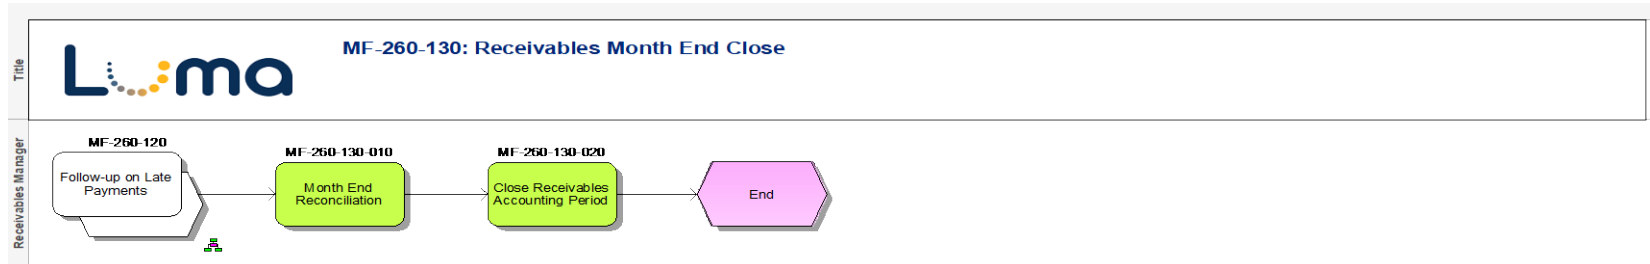 Title
Luma
MF-260-130: Receivables Month End Close
Receivables Manager
MF-260-120
Follow-up on Late
Payments
MF-260-130-010
Month End
Reconciliation
MF-260-130-020
Close Receivables
Accounting Period
End